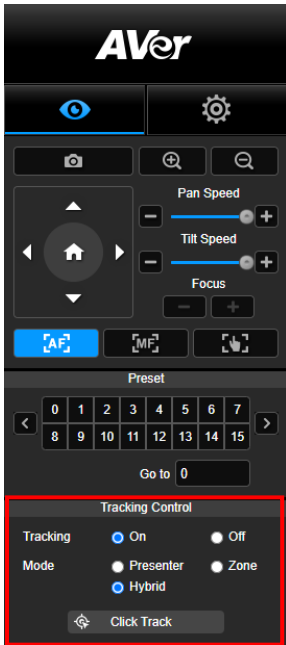 AVer
Pan Speed
Tilt Speed
Focus
[AF] [MF]
Preset
0 1 2 3 4 5 6 7
8 9 10 11 12 13 14 15
Go to 0
Tracking Control
Tracking On Off
Mode Presenter Zone
Hybrid
Click Track